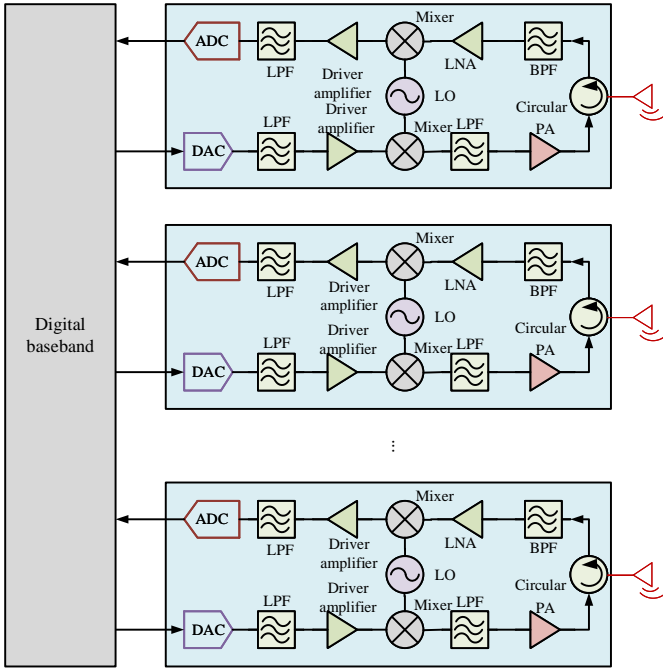 Mixer
ADC
LPF
Driver
amplifier
LNA
BPF
LO
Circular
Driver
amplifier
LPF
Mixer
LPF
PA
DAC
Mixer
ADC
LPF
Driver
amplifier
LNA
BPF
Digital
baseband
LO
Circular
Driver
amplifier
LPF
Mixer
LPF
PA
DAC
...
Mixer
ADC
LPF
Driver
amplifier
LNA
BPF
LO
Circular
Driver
amplifier
LPF
Mixer
LPF
PA
DAC